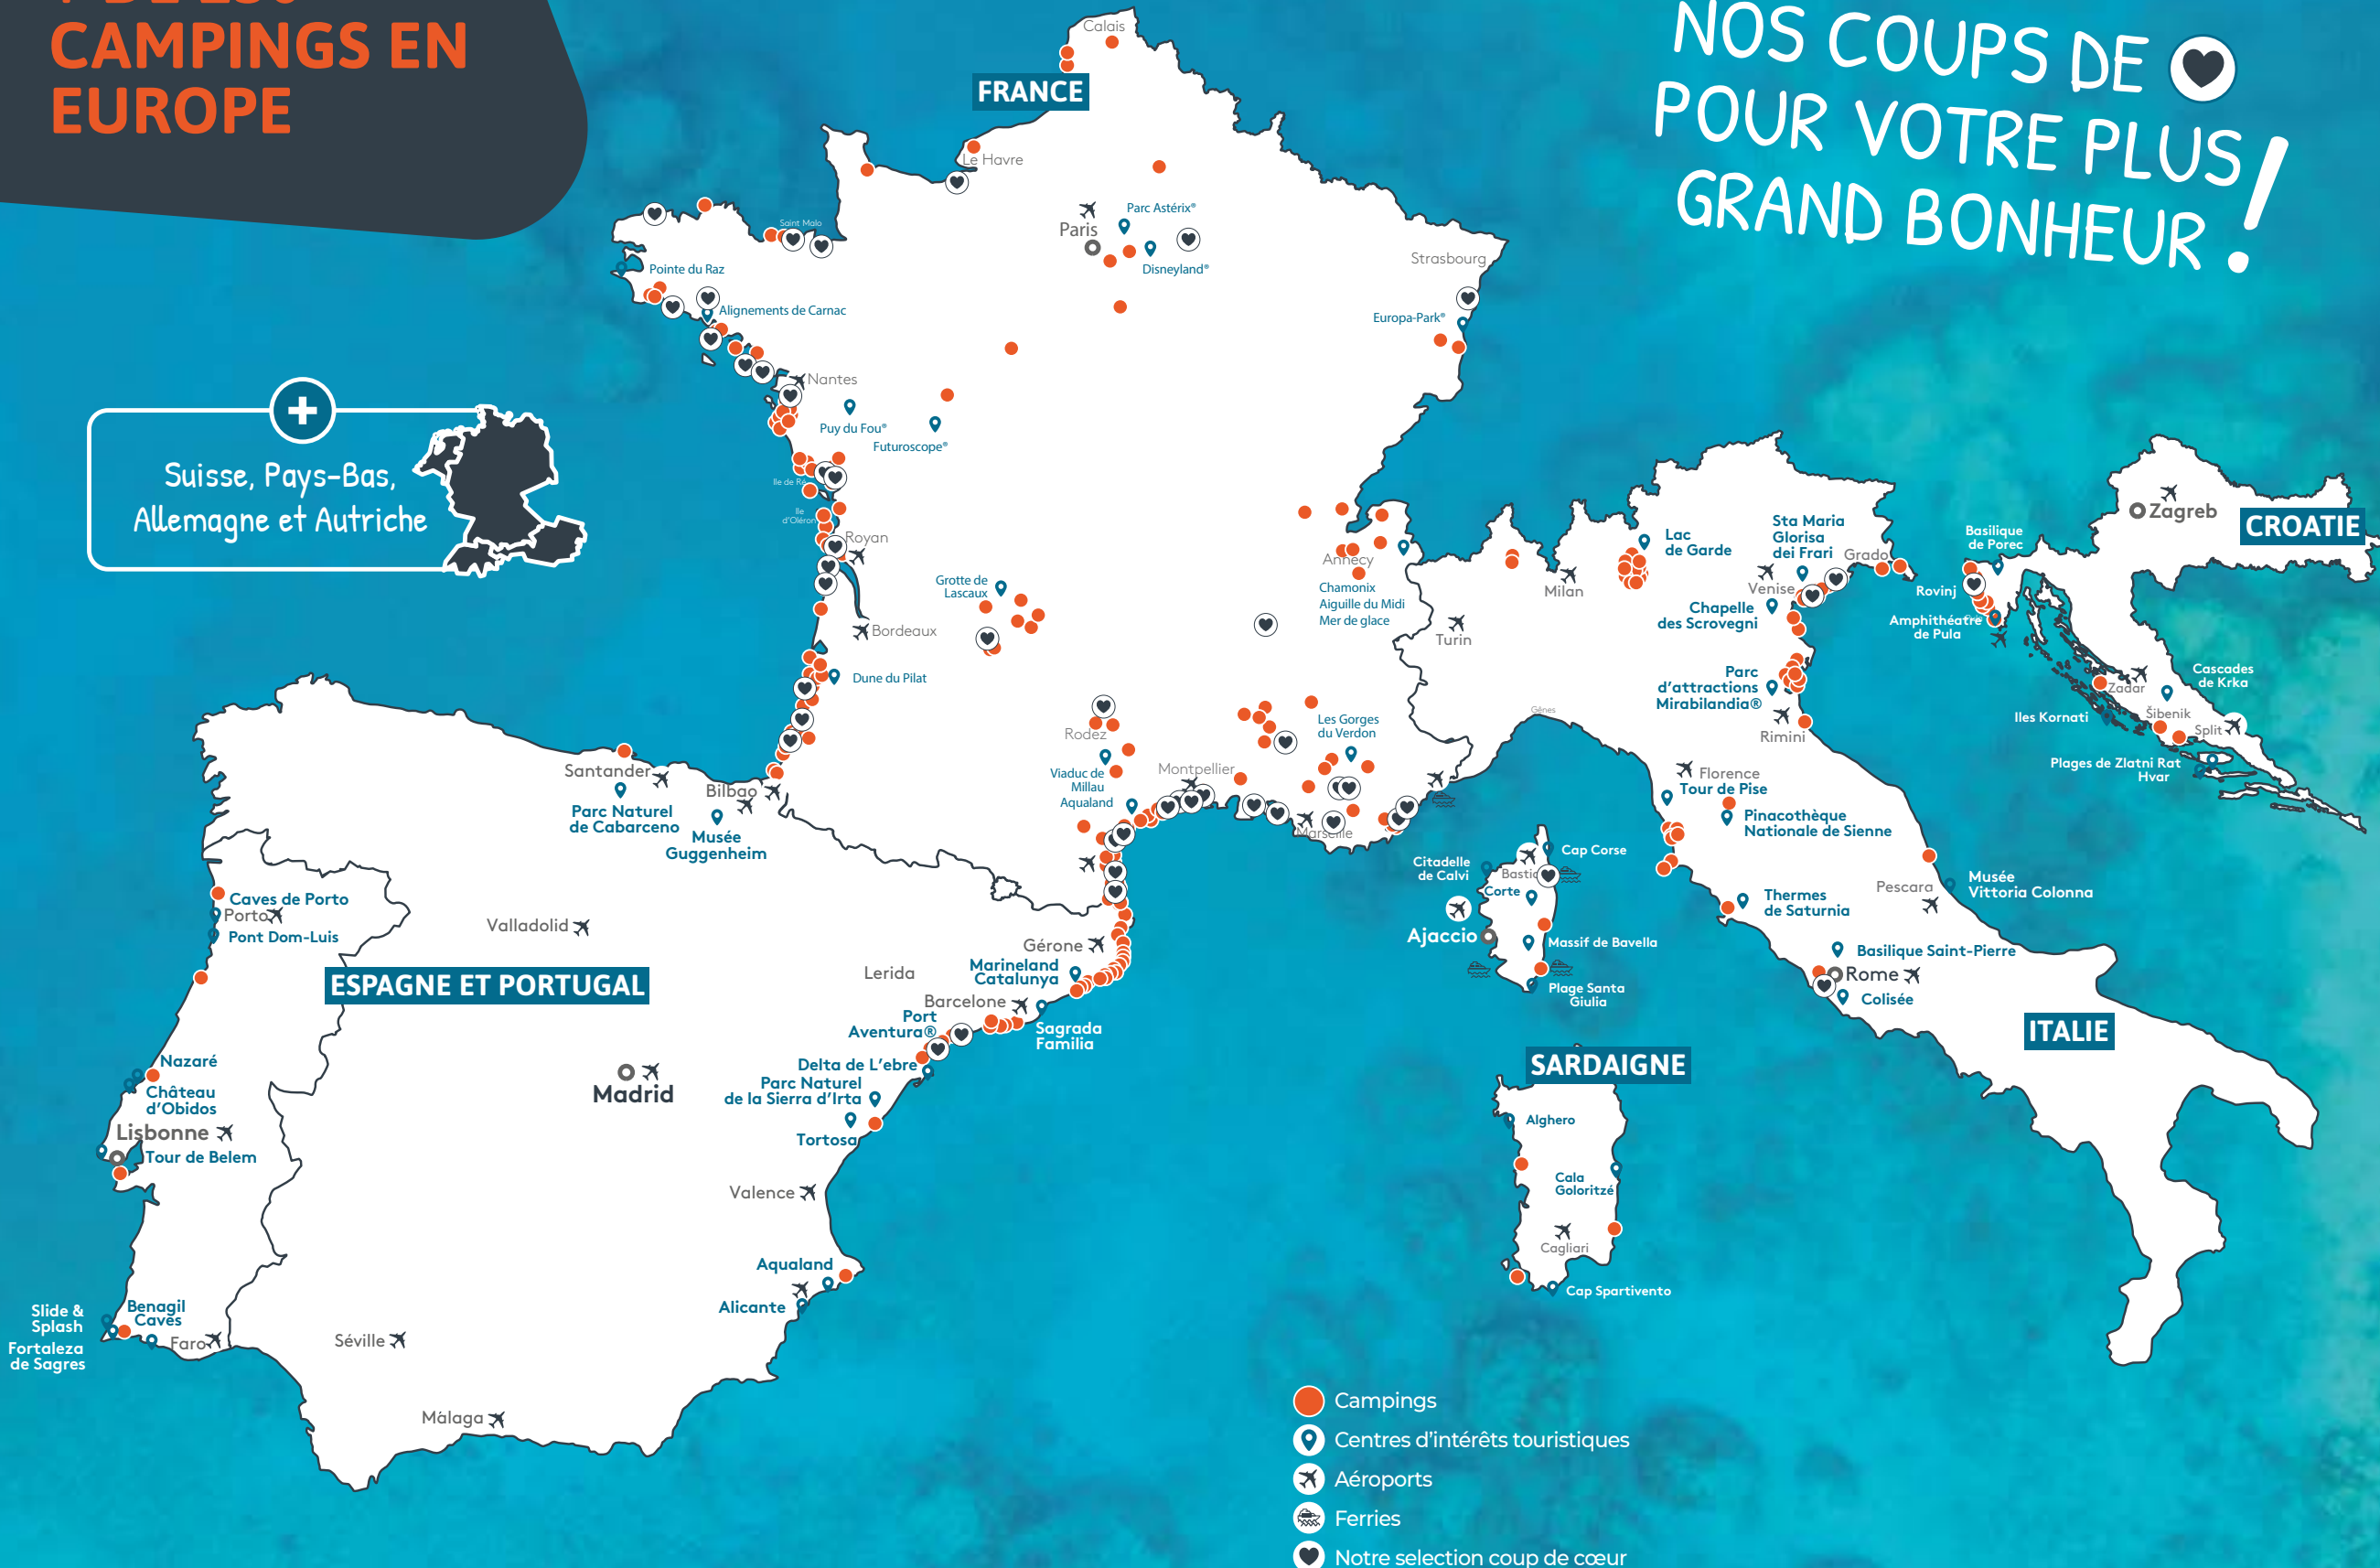 CAMPINGS EN
EUROPE
NOS COUPS DE
POUR VOTRE PLUS
GRAND BONHEUR !
Suisse, Pays-Bas,
Allemagne et Autriche
FRANCE
Calais
Le Havre
Parc Astérix®
Paris
Disneyland®
Saint Malo
Strasbourg
Europa-Park®
Pointe du Raz
Alignements de Carnac
Nantes
Puy du Fou®
Futuroscope®
Ile de Ré
Ile
d'Oléron
Royan
Grotte de
Lascaux
Bordeaux
Dune du Pilat
Annecy
Chamonix
Aiguille du Midi
Mer de glace
Rodez
Viaduc de
Millau
Aqualand
Montpellier
Les Gorges
du Verdon
Marseille
Citadelle
de Calvi
Cap Corse
Bastia
Corte
Ajaccio
Massif de Bavella
Plage Santa
Giulia
ESPAGNE ET PORTUGAL
Santander
Parc Naturel
de Cabarceno
Bilbao
Musée
Guggenheim
Caves de Porto
Porto
Pont Dom-Luis
Valladolid
Gérone
Lerida
Marineland
Catalunya
Barcelone
Port
Aventura®
Sagrada
Familia
Delta de L'ebre
Parc Naturel
de la Sierra d'Irta
Tortosa
Madrid
Nazaré
Château
d'Obidos
Lisbonne
Tour de Belem
Valence
Aqualand
Alicante
Slide &
Splash
Benagil
Caves
Fortaleza
de Sagres
Faro
Séville
Málaga
ITALIE
Milan
Turin
Gênes
Lac
de Garde
Sta Maria
Glorisa
dei Frari
Grado
Venise
Chapelle
des Scrovegni
Parc
d'attractions
Mirabilandia®
Rimini
Florence
Tour de Pise
Pinacothèque
Nationale de Sienne
Pescara
Musée
Vittoria Colonna
Thermes
de Saturnia
Basilique Saint-Pierre
Rome
Colisée
SARDAIGNE
Alghero
Cala
Goloritzé
Cagliari
Cap Spartivento
CROATIE
Zagreb
Basilique
de Porec
Rovinj
Amphithéatre
de Pula
Cascades
de Krka
Zadar
Iles Kornati
Šibenik
Split
Plages de Zlatni Rat
Hvar
Campings
Centres d'intérêts touristiques
Aéroports
Ferries
Notre selection coup de cœur